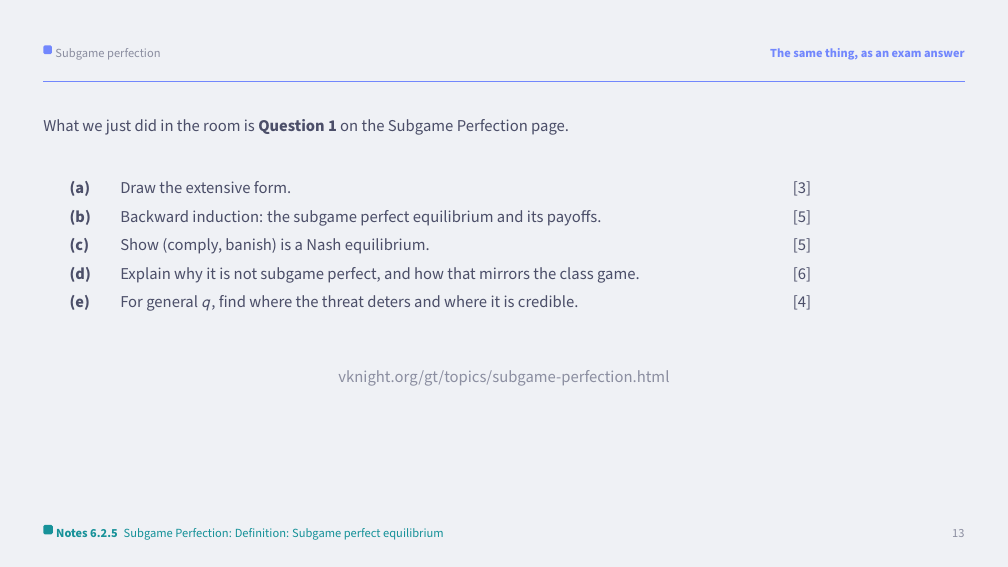 Subgame perfection
The same thing, as an exam answer
What we just did in the room is Question 1 on the Subgame Perfection page.
(a) Draw the extensive form. [3]
(b) Backward induction: the subgame perfect equilibrium and its payoffs. [5]
(c) Show (comply, banish) is a Nash equilibrium. [5]
(d) Explain why it is not subgame perfect, and how that mirrors the class game. [6]
(e) For general q, find where the threat deters and where it is credible. [4]
vknight.org/gt/topics/subgame-perfection.html
Notes 6.2.5 Subgame Perfection: Definition: Subgame perfect equilibrium
13